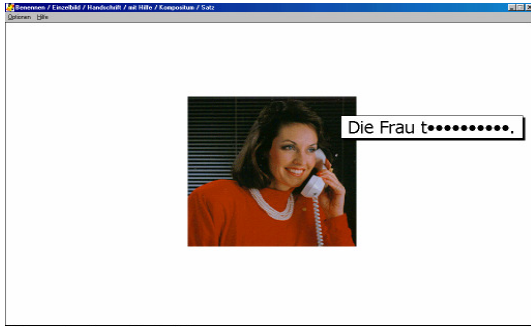 Benennen / Einzelbild / Handschrift / mit Hilfe / Kompositum / Satz
Optionen Hilfe
Die Frau t••••••••••.